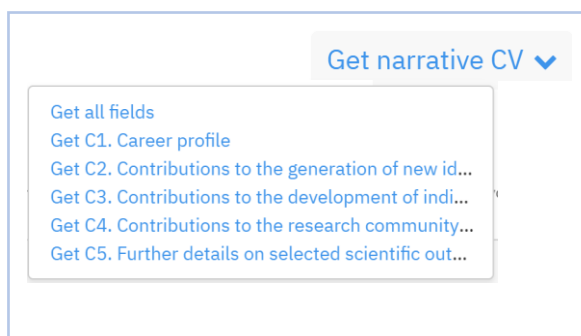 Get narrative CV
Get all fields
Get C1. Career profile
Get C2. Contributions to the generation of new id...
Get C3. Contributions to the development of indi...
Get C4. Contributions to the research community...
Get C5. Further details on selected scientific out...